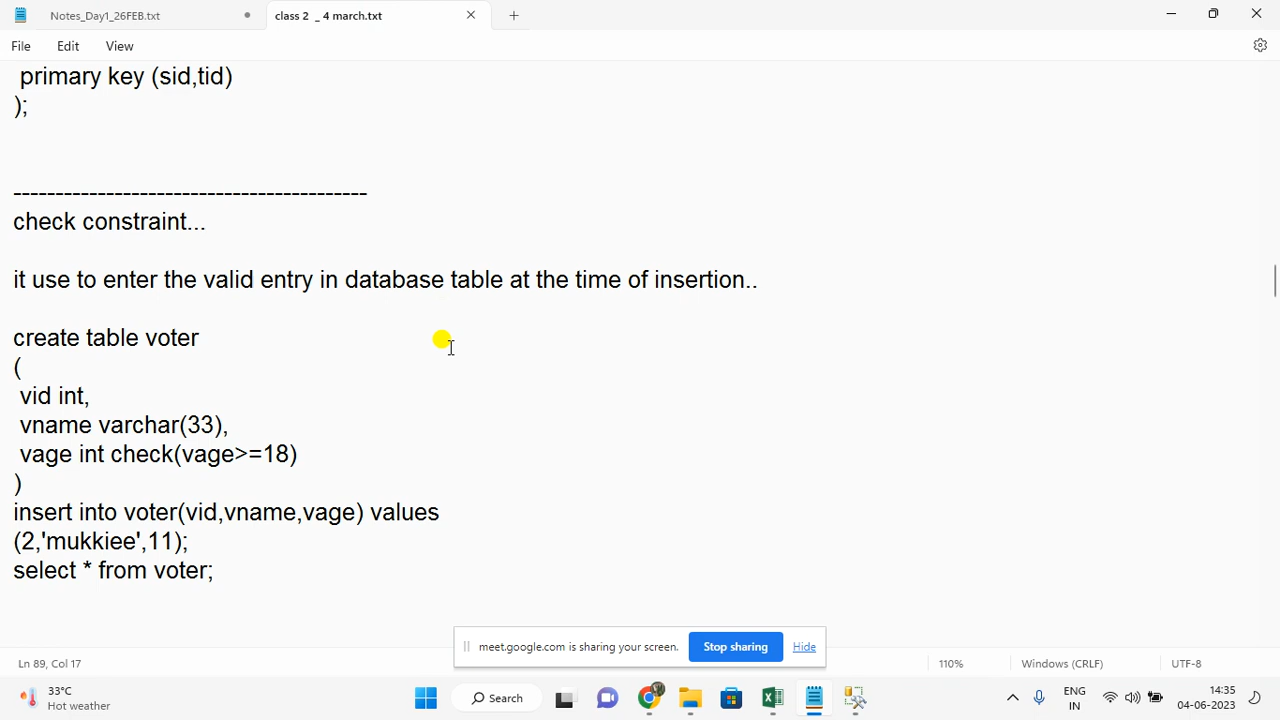 Notes_Day1_26FEB.txt
class 2 _ 4 march.txt
File Edit View
primary key (sid,tid)
);
------------------------------------------
check constraint...
it use to enter the valid entry in database table at the time of insertion..
create table voter
(
vid int,
vname varchar(33),
vage int check(vage>=18)
)
insert into voter(vid,vname,vage) values
(2,'mukkiee',11);
select * from voter;
meet.google.com is sharing your screen. Stop sharing Hide
Ln 89, Col 17 110% Windows (CRLF) UTF-8
33°C
Hot weather
Search
ENG
IN
14:35
04-06-2023